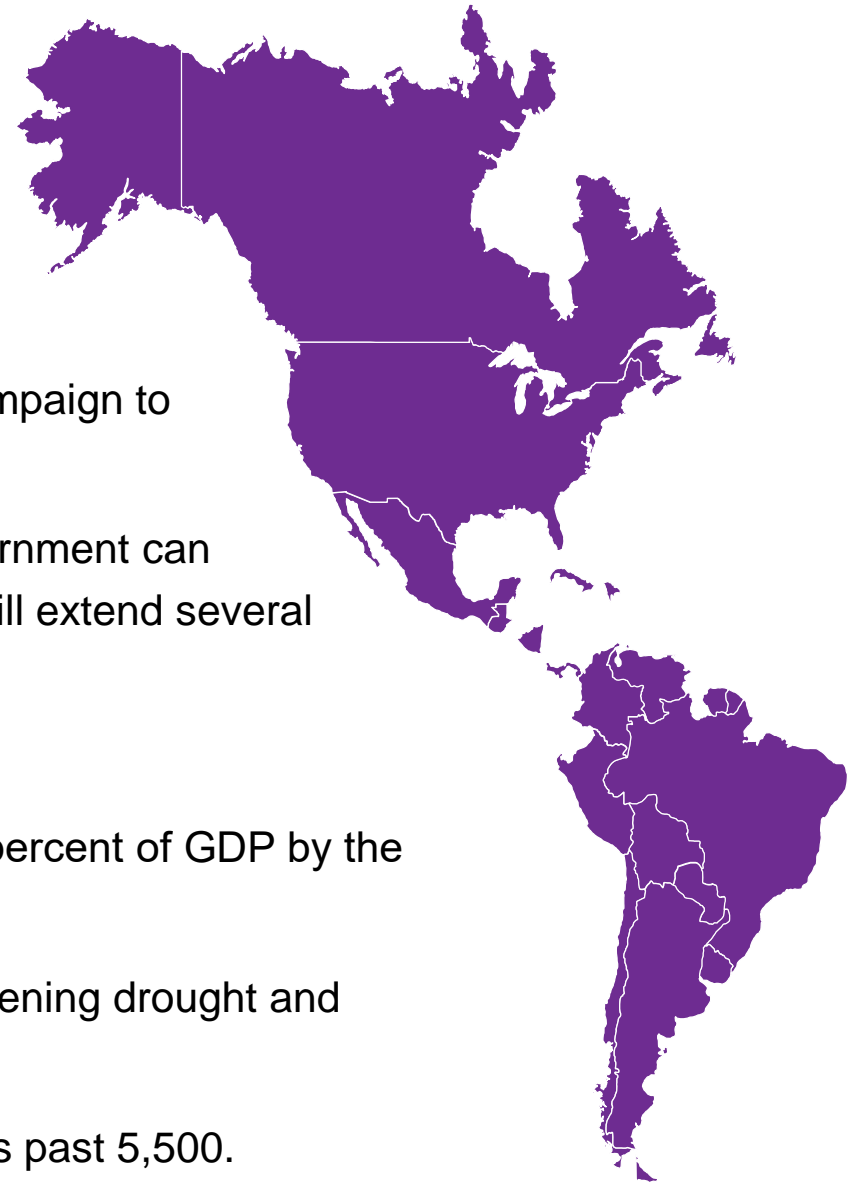 mpaign to
rnment can
ill extend several
percent of GDP by the
ening drought and
s past 5,500.